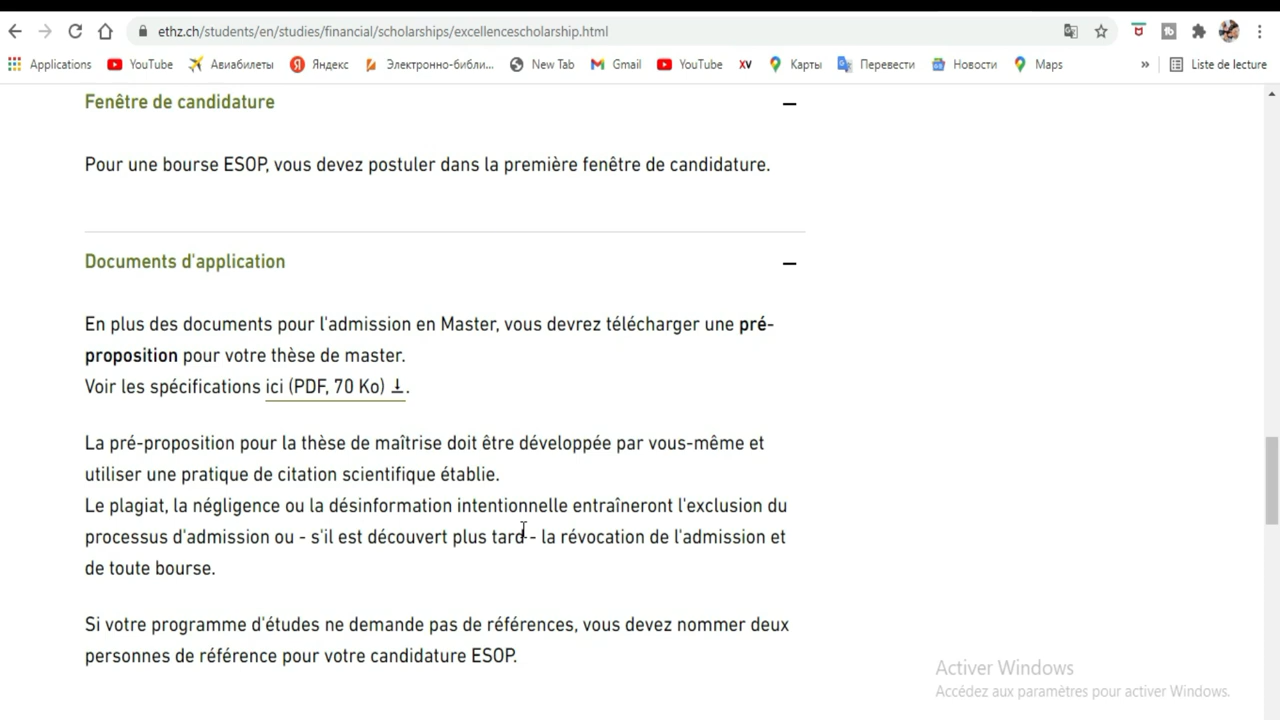 ethz.ch/students/en/studies/financial/scholarships/excellencescholarship.html
Applications YouTube Авиабилеты Яндекс Электронно-библи... New Tab Gmail YouTube XV Карты Перевести Новости Maps » Liste de lecture
Fenêtre de candidature
Pour une bourse ESOP, vous devez postuler dans la première fenêtre de candidature.
Documents d'application
En plus des documents pour l'admission en Master, vous devrez télécharger une pré-
proposition pour votre thèse de master.
Voir les spécifications ici (PDF, 70 Ko).
La pré-proposition pour la thèse de maîtrise doit être développée par vous-même et
utiliser une pratique de citation scientifique établie.
Le plagiat, la négligence ou la désinformation intentionnelle entraîneront l'exclusion du
processus d'admission ou - s'il est découvert plus tard - la révocation de l'admission et
de toute bourse.
Si votre programme d'études ne demande pas de références, vous devez nommer deux
personnes de référence pour votre candidature ESOP.
Activer Windows
Accédez aux paramètres pour activer Windows.